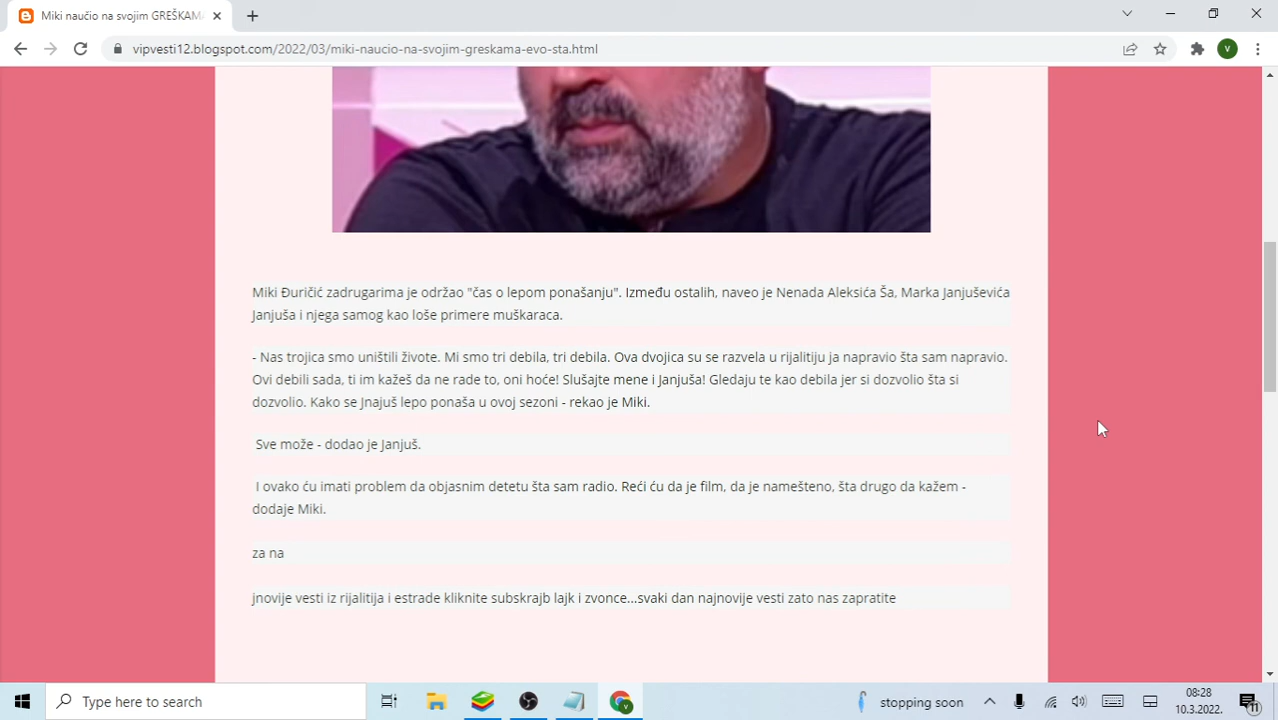 Miki naučio na svojim GREŠKAMA
vipvesti12.blogspot.com/2022/03/miki-naucio-na-svojim-greskama-evo-sta.html
V
Miki Đuričić zadrugarima je održao "čas o lepom ponašanju". Između ostalih, naveo je Nenada Aleksića Ša, Marka Janjuševića
Janjuša i njega samog kao loše primere muškaraca.
- Nas trojica smo uništili živote. Mi smo tri debila, tri debila. Ova dvojica su se razvela u rijalitiju ja napravio šta sam napravio.
Ovi debili sada, ti im kažeš da ne rade to, oni hoće! Slušajte mene i Janjuša! Gledaju te kao debila jer si dozvolio šta si
dozvolio. Kako se Jnajuš lepo ponaša u ovoj sezoni - rekao je Miki.
Sve može - dodao je Janjuš.
I ovako ću imati problem da objasnim detetu šta sam radio. Reći ću da je film, da je namešteno, šta drugo da kažem -
dodaje Miki.
za na
jnovije vesti iz rijalitija i estrade kliknite subskrajb lajk i zvonce...svaki dan najnovije vesti zato nas zapratite
Type here to search
V
stopping soon
08:28
10.3.2022.
11